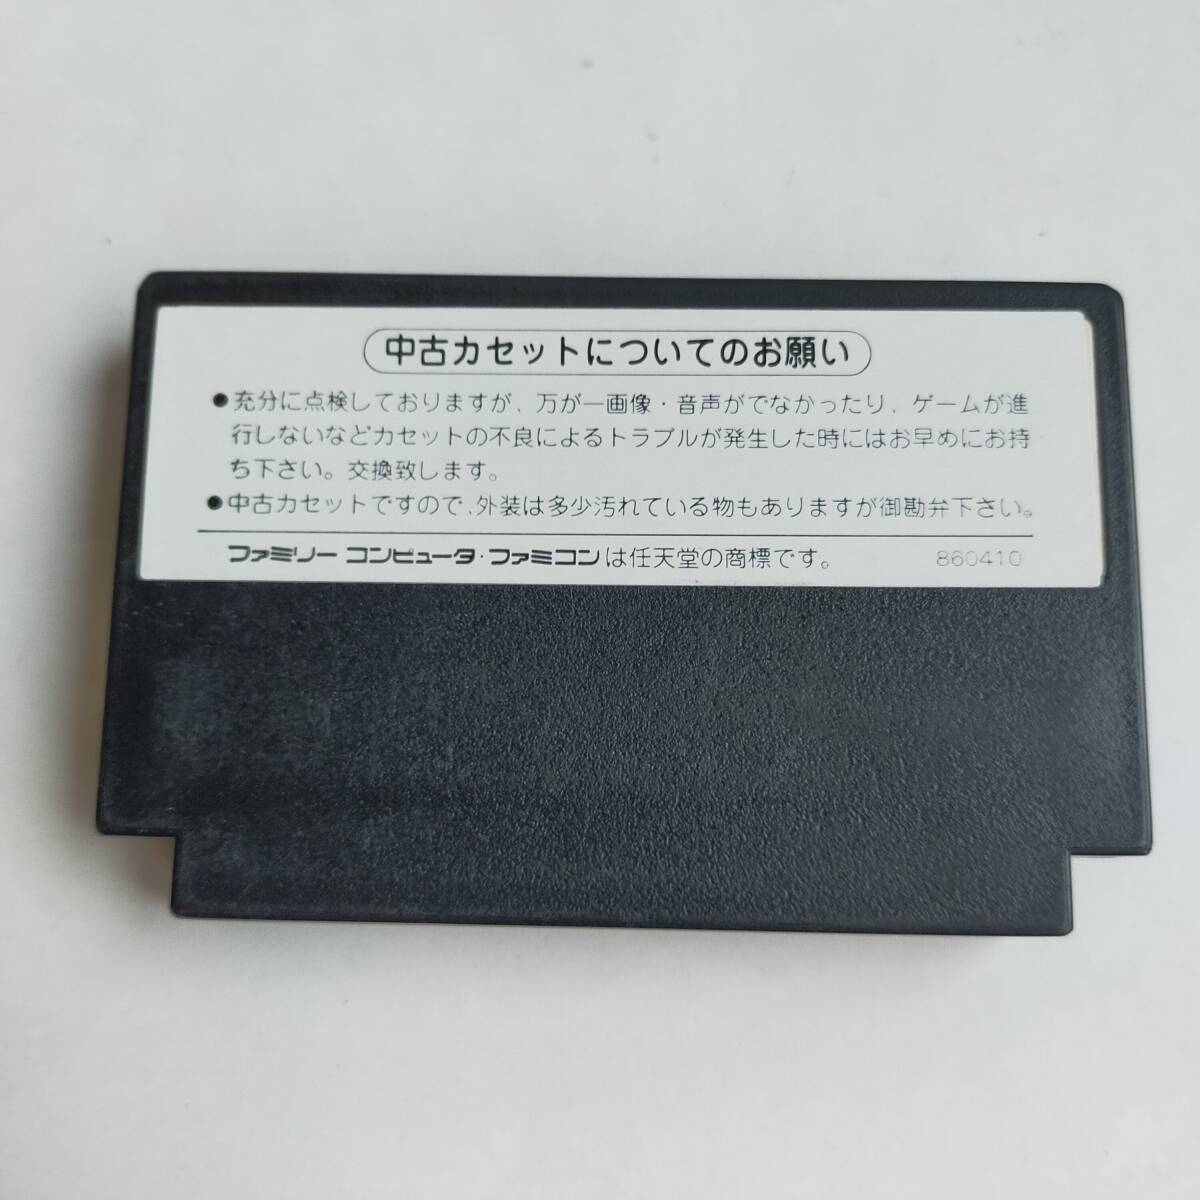 中古カセットについてのお願い
●充分に点検しておりますが、万が一画像・音声がでなかったり、ゲームが進
行しないなどカセットの不良によるトラブルが発生した時にはお早めにお持
ち下さい。交換致します。
●中古カセットですので、外装は多少汚れている物もありますが御勘弁下さい。
ファミリー コンピュータ・ファミコンは任天堂の商標です。 860410